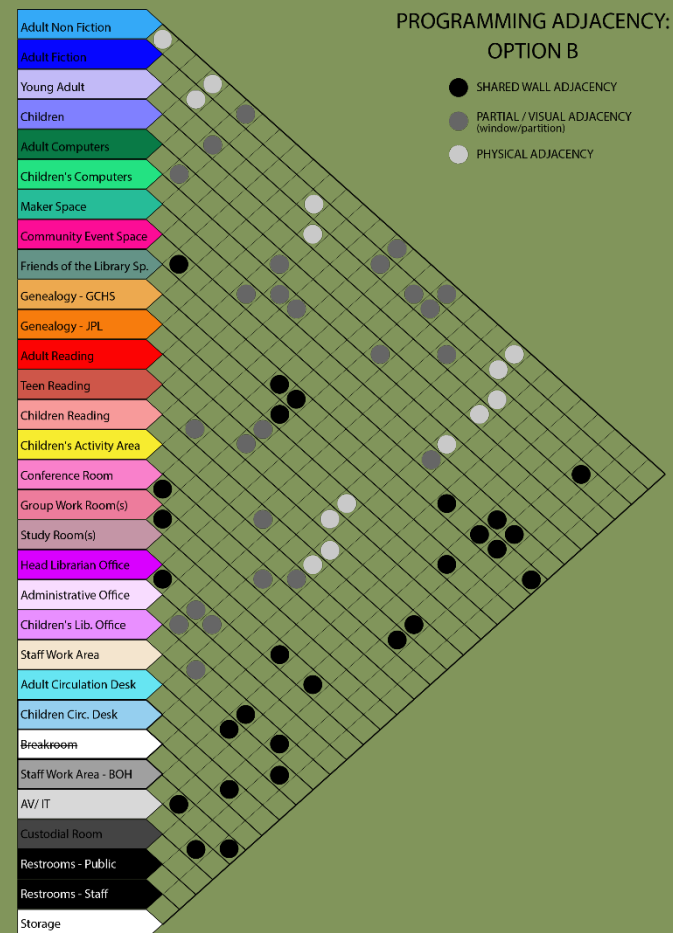 PROGRAMMING ADJACENCY:
OPTION B
SHARED WALL ADJACENCY
PARTIAL / VISUAL ADJACENCY
(window/partition)
PHYSICAL ADJACENCY
Adult Non Fiction
Adult Fiction
Young Adult
Children
Adult Computers
Children's Computers
Maker Space
Community Event Space
Friends of the Library Sp.
Genealogy - GCHS
Genealogy - JPL
Adult Reading
Teen Reading
Children Reading
Children's Activity Area
Conference Room
Group Work Room(s)
Study Room(s)
Head Librarian Office
Administrative Office
Children's Lib. Office
Staff Work Area
Adult Circulation Desk
Children Circ. Desk
Breakroom
Staff Work Area - BOH
AV/ IT
Custodial Room
Restrooms - Public
Restrooms - Staff
Storage